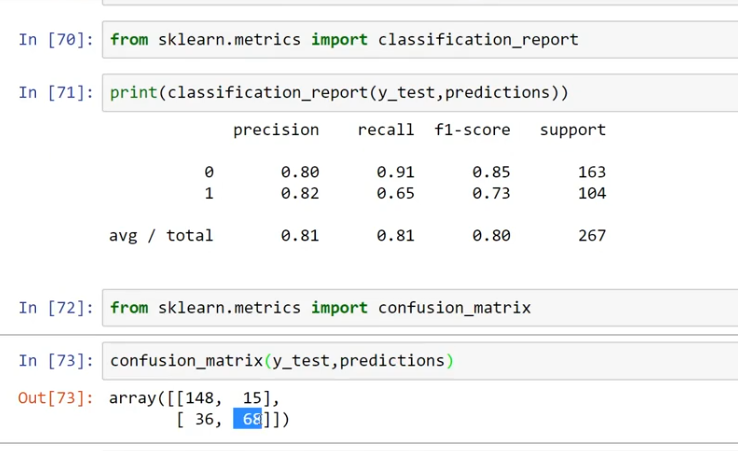 In [70]: from sklearn.metrics import classification_report
In [71]: print(classification_report(y_test,predictions))
precision recall f1-score support
0 0.80 0.91 0.85 163
1 0.82 0.65 0.73 104
avg / total 0.81 0.81 0.80 267
In [72]: from sklearn.metrics import confusion_matrix
In [73]: confusion_matrix(y_test,predictions)
Out[73]: array([[148, 15],
[ 36, 68]])